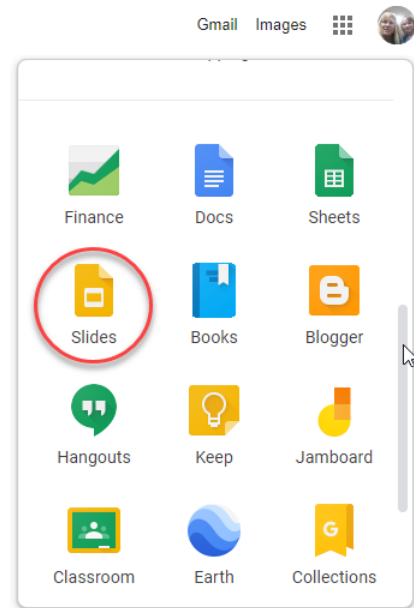 Gmail Images
Finance Docs Sheets
Slides Books Blogger
Hangouts Keep Jamboard
Classroom Earth Collections